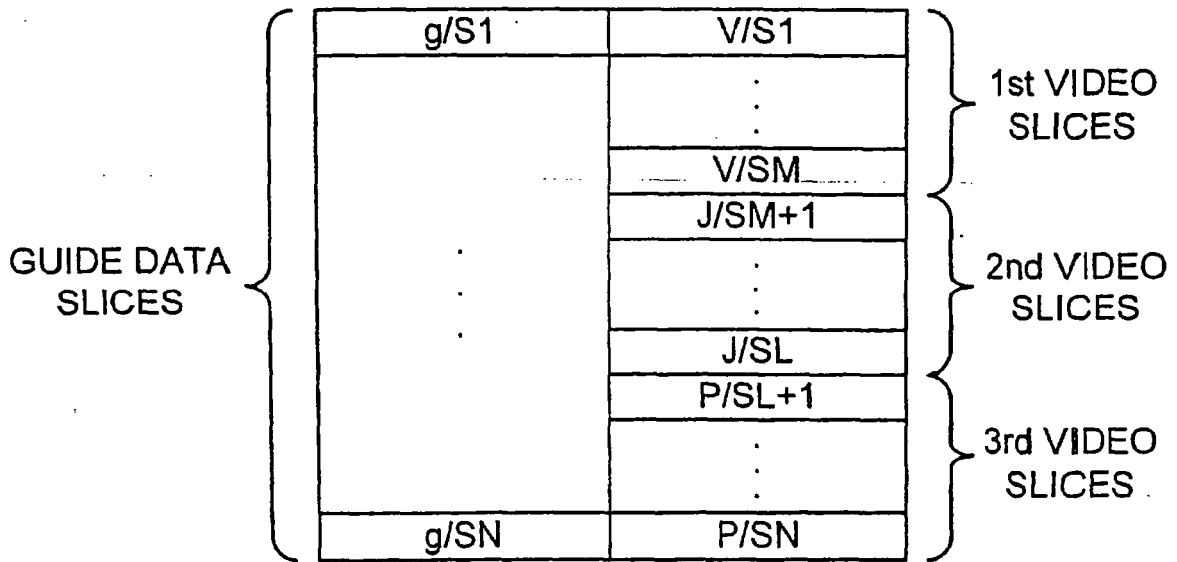 g/S1 V/S1
1st VIDEO
SLICES
V/SM
J/SM+1
GUIDE DATA
SLICES
2nd VIDEO
SLICES
J/SL
P/SL+1
3rd VIDEO
SLICES
g/SN P/SN